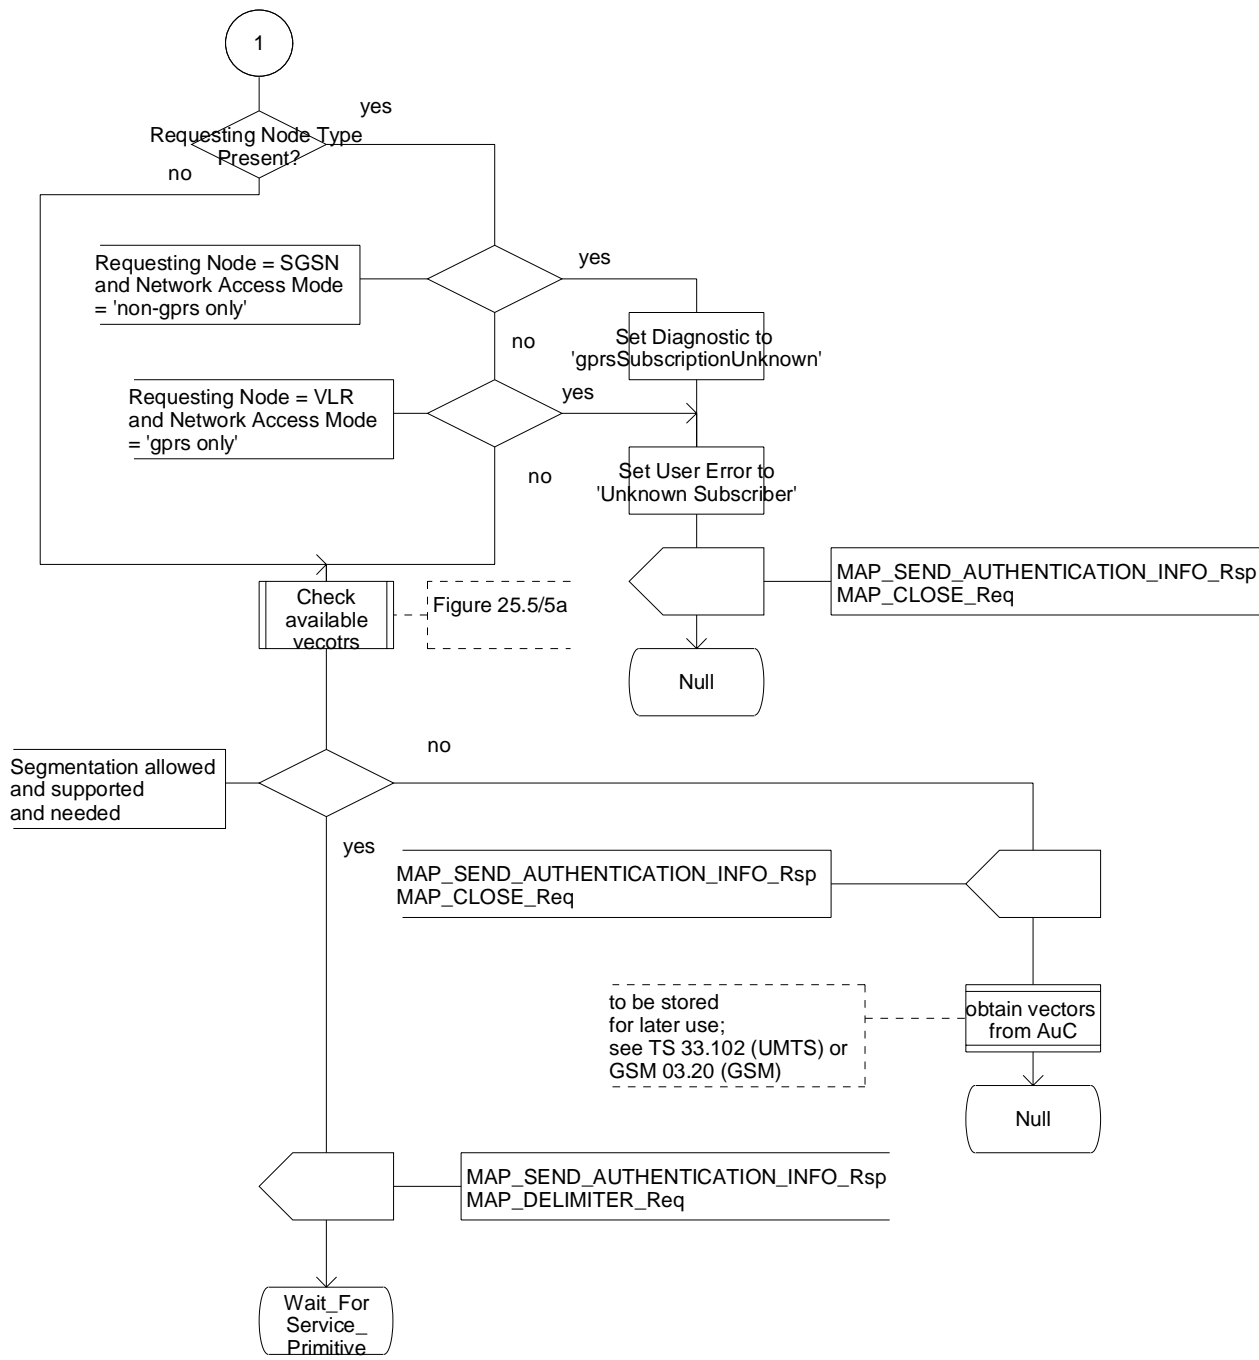 1
yes
Requesting Node Type
Present?
no
Requesting Node = SGSN
and Network Access Mode
= 'non-gprs only'
yes
Set Diagnostic to
'gprsSubscriptionUnknown'
no
Requesting Node = VLR
and Network Access Mode
= 'gprs only'
yes
no
Set User Error to
'Unknown Subscriber'
MAP_SEND_AUTHENTICATION_INFO_Rsp
MAP_CLOSE_Req
Check
available
vecotrs
Figure 25.5/5a
Null
no
Segmentation allowed
and supported
and needed
yes
MAP_SEND_AUTHENTICATION_INFO_Rsp
MAP_CLOSE_Req
to be stored
for later use;
see TS 33.102 (UMTS) or
GSM 03.20 (GSM)
obtain vectors
from AuC
Null
MAP_SEND_AUTHENTICATION_INFO_Rsp
MAP_DELIMITER_Req
Wait_For
Service_
Primitive